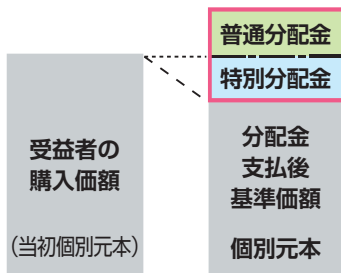 普通分配金
特別分配金
受益者の
購入価額
（当初個別元本）
分配金
支払後
基準価額
個別元本